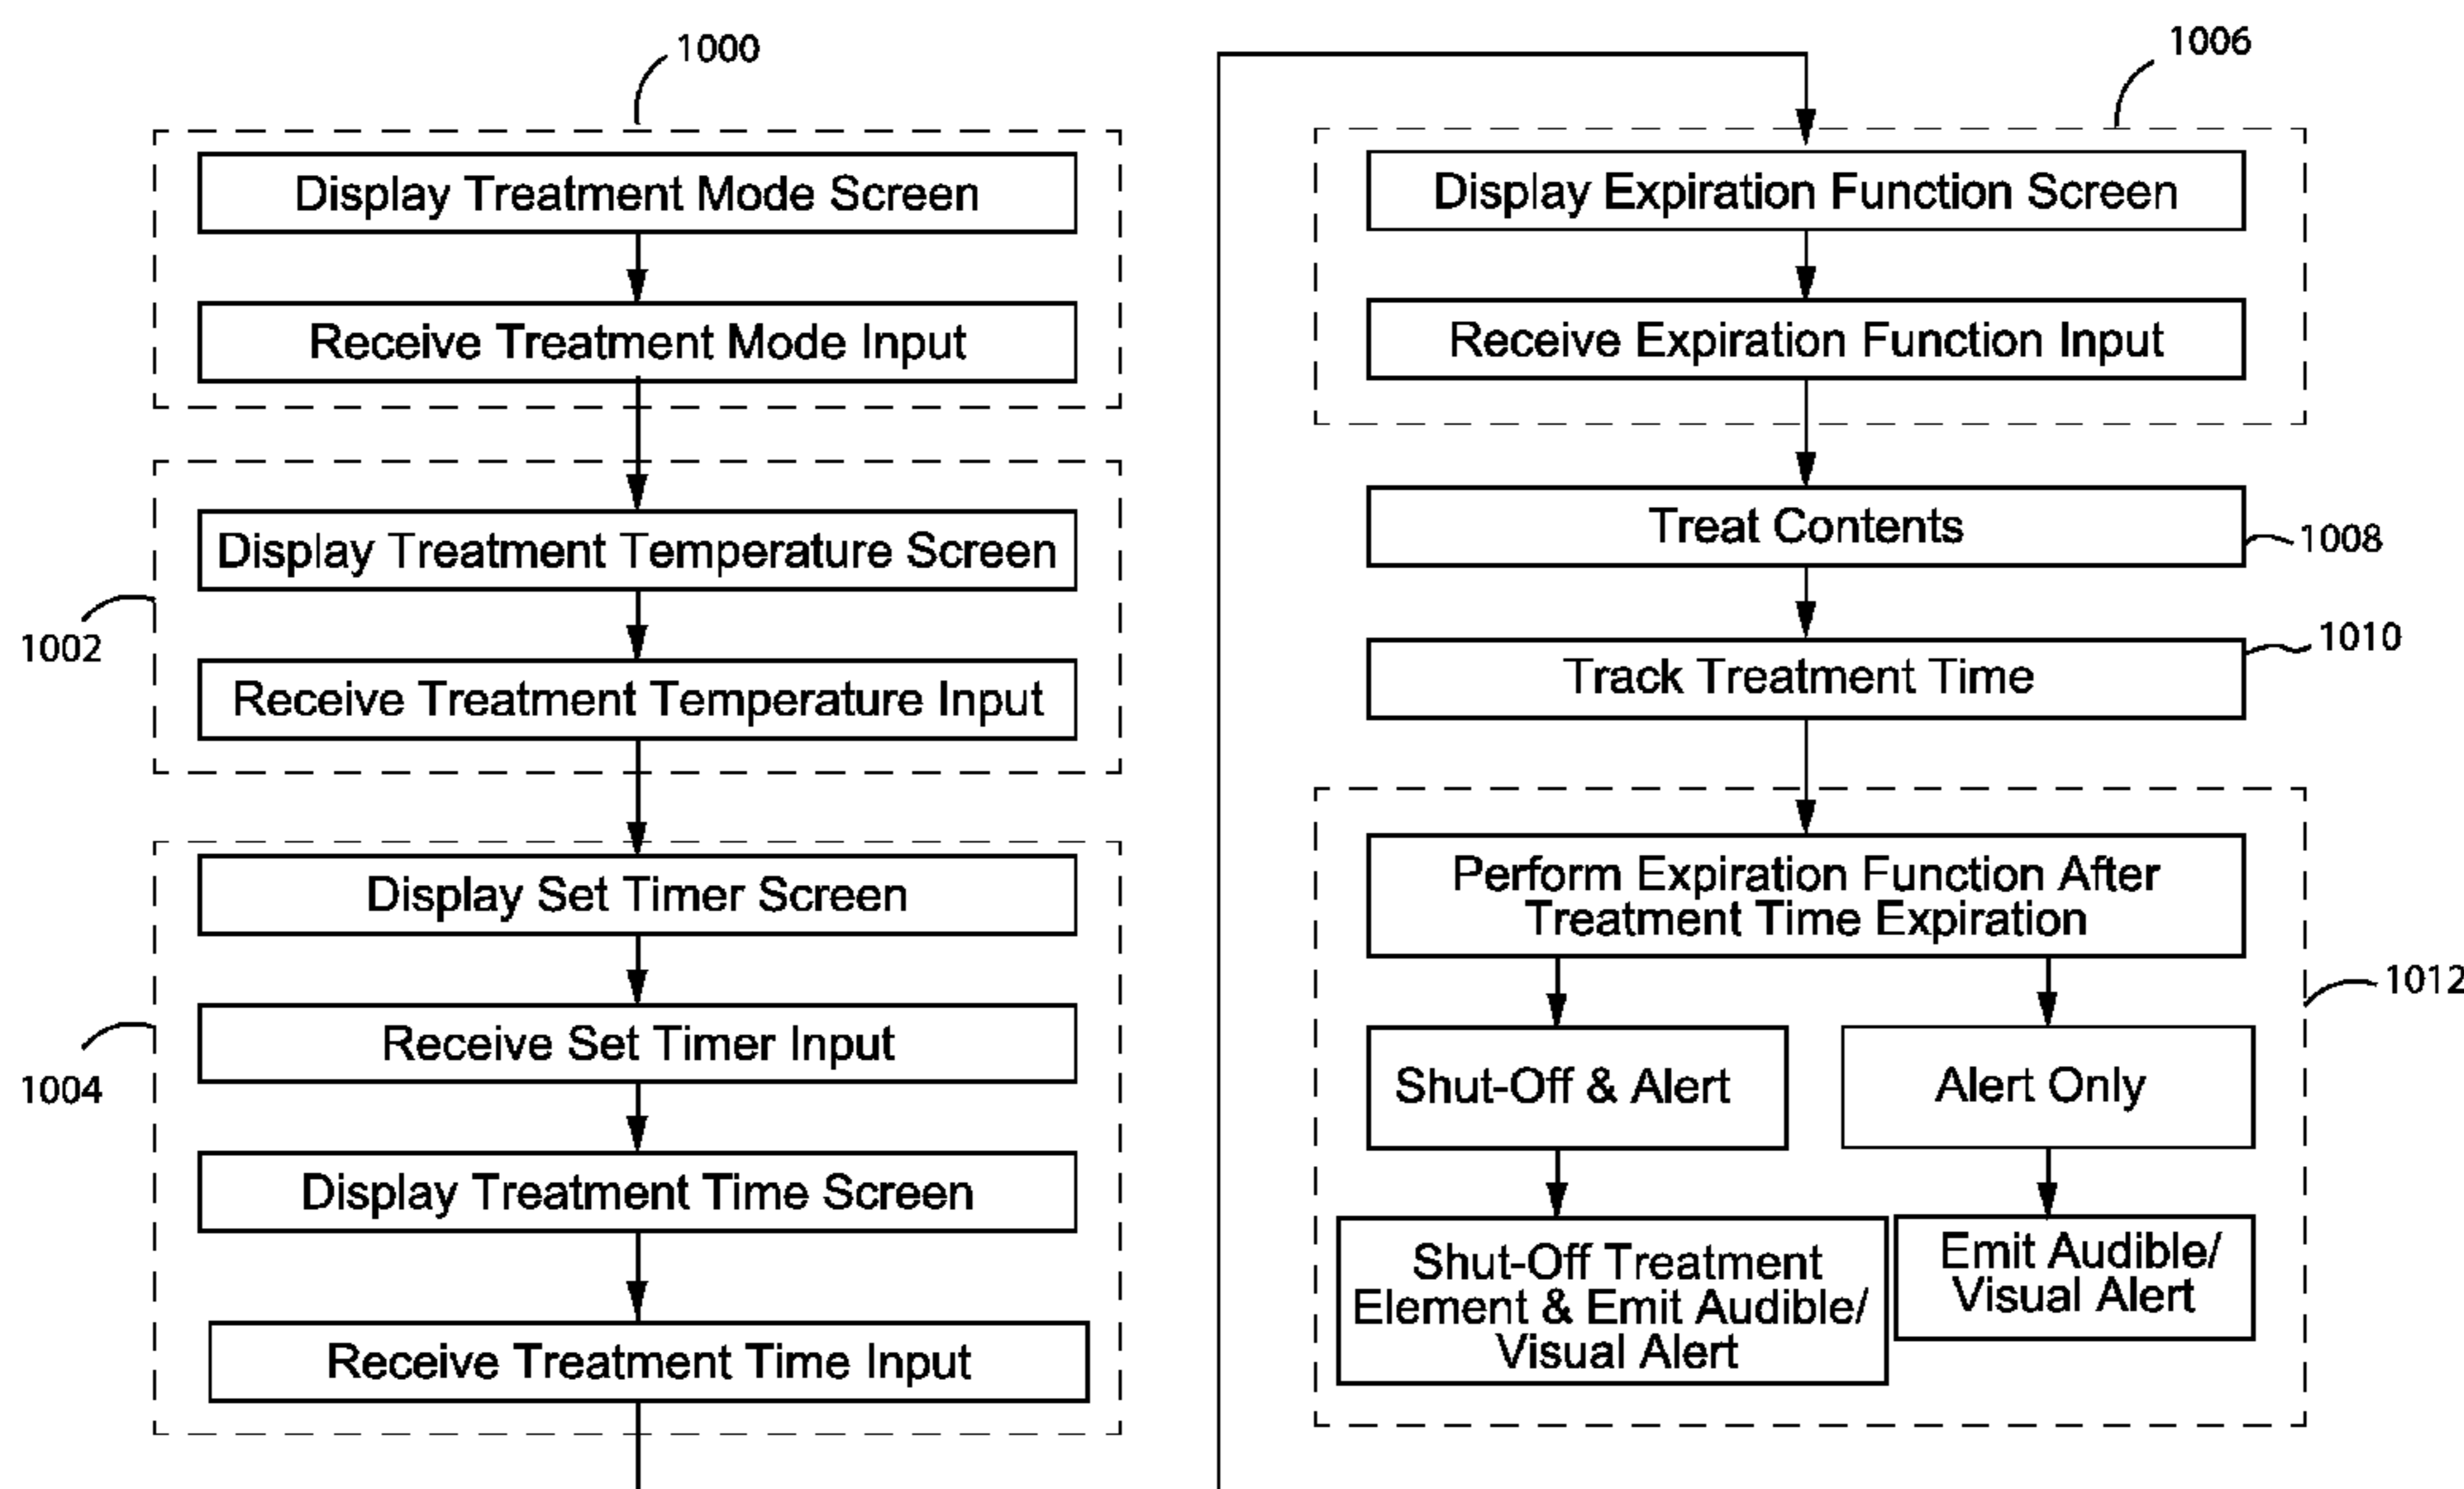 1000
Display Treatment Mode Screen
Receive Treatment Mode Input
Display Treatment Temperature Screen
1002
Receive Treatment Temperature Input
Display Set Timer Screen
Receive Set Timer Input
1004
Display Treatment Time Screen
Receive Treatment Time Input
1006
Display Expiration Function Screen
Receive Expiration Function Input
Treat Contents
1008
Track Treatment Time
1010
Perform Expiration Function After
Treatment Time Expiration
1012
Shut-Off & Alert
Alert Only
Shut-Off Treatment
Element & Emit Audible/
Visual Alert
Emit Audible/
Visual Alert